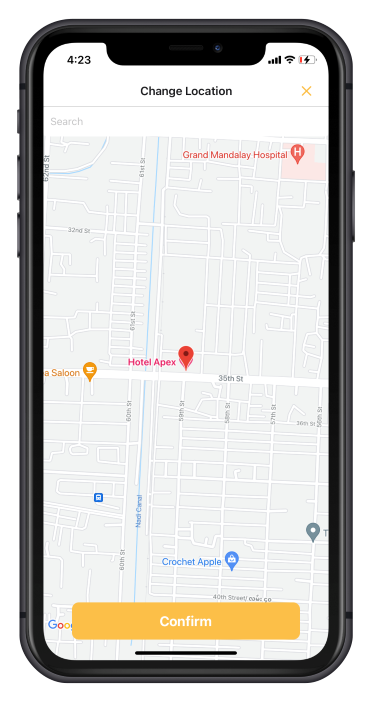 4:23
Change Location
Search
Grand Mandalay Hospital
H
61st St
62nd St
32nd St
61st St
Hotel Apex
a Saloon
35th St
60th St
59th St
58th St
57th St
56th St
36th St
Nadi Canal
T
60th St
Crochet Apple
40th Street/
Goo
Confirm